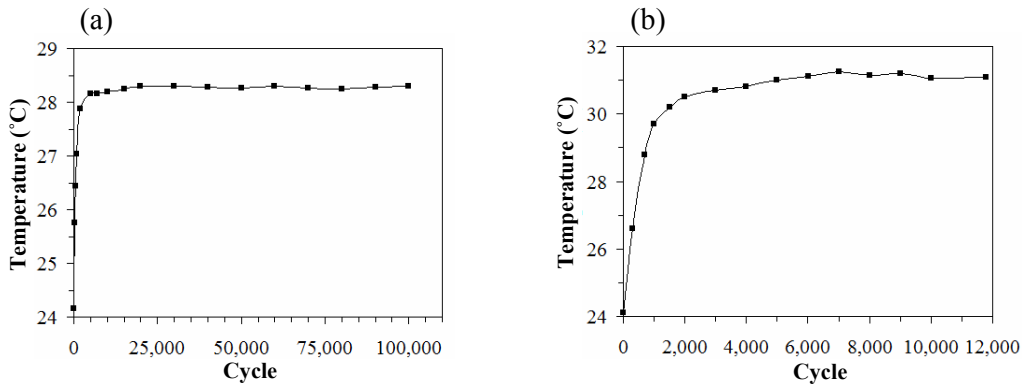 (a)
29
28
27
26
25
24
Temperature (˚C)
0 25,000 50,000 75,000 100,000
Cycle
(b)
32
30
28
26
24
Temperature (˚C)
0 2,000 4,000 6,000 8,000 10,000 12,000
Cycle